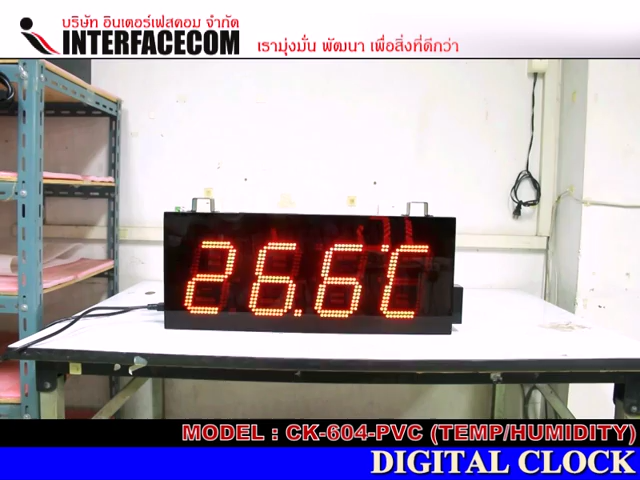 บริษัท อินเตอร์เฟสคอม จำกัด
INTERFACECOM
เรามุ่งมั่น พัฒนา เพื่อสิ่งที่ดีกว่า
26.6°C
MODEL : CK-604-PVC (TEMP/HUMIDITY)
DIGITAL CLOCK